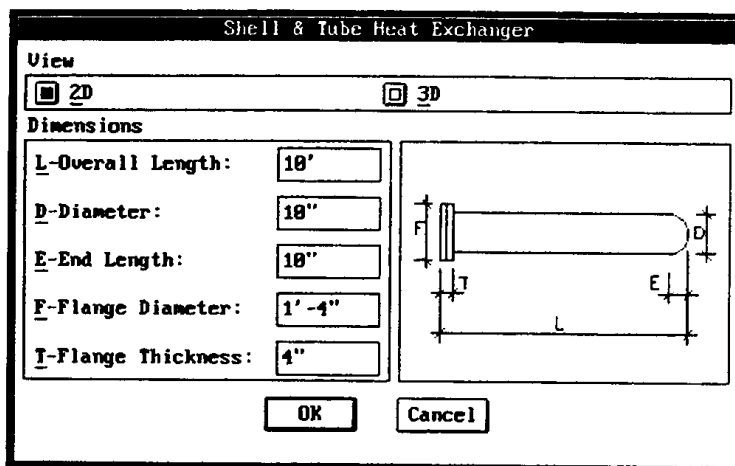 Shell & Tube Heat Exchanger
View
2D 3D
Dimensions
L-Overall Length: 10'
D-Diameter: 10"
E-End Length: 10"
F-Flange Diameter: 1'-4"
T-Flange Thickness: 4"
F D
T E
L
OK Cancel